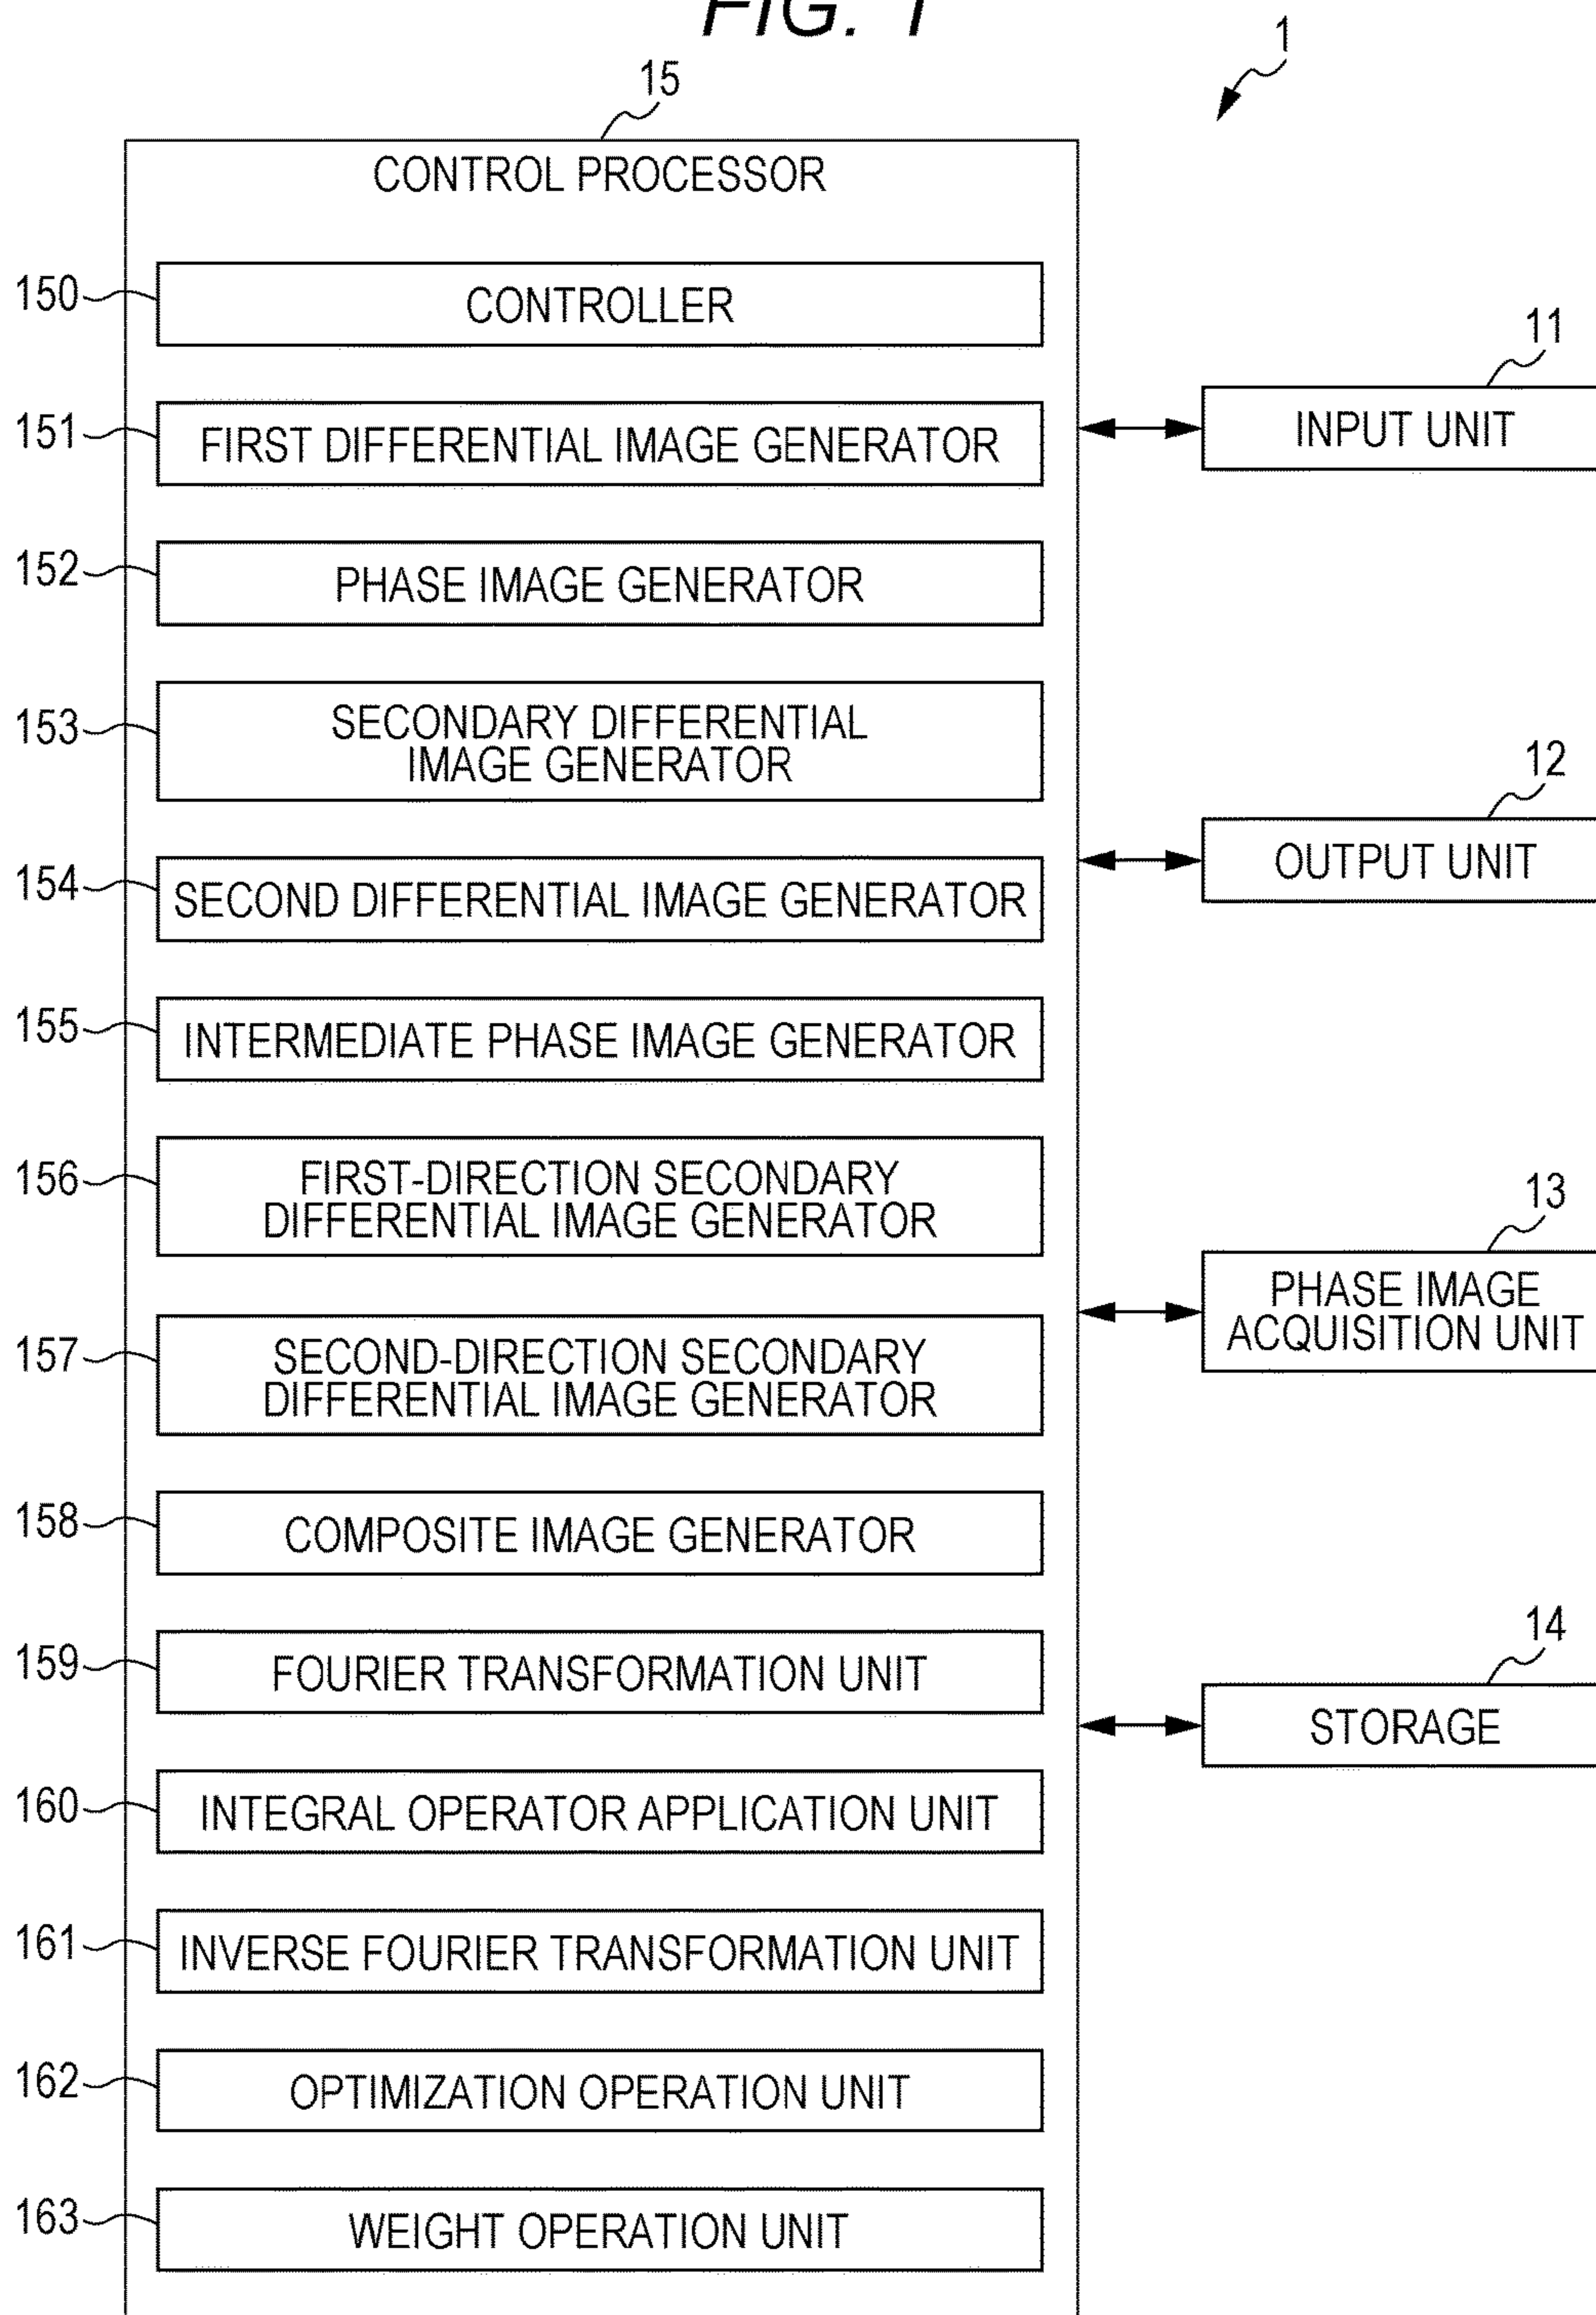 FIG. 1
1
15
CONTROL PROCESSOR
150
CONTROLLER
151
FIRST DIFFERENTIAL IMAGE GENERATOR
152
PHASE IMAGE GENERATOR
153
SECONDARY DIFFERENTIAL
IMAGE GENERATOR
154
SECOND DIFFERENTIAL IMAGE GENERATOR
155
INTERMEDIATE PHASE IMAGE GENERATOR
156
FIRST-DIRECTION SECONDARY
DIFFERENTIAL IMAGE GENERATOR
157
SECOND-DIRECTION SECONDARY
DIFFERENTIAL IMAGE GENERATOR
158
COMPOSITE IMAGE GENERATOR
159
FOURIER TRANSFORMATION UNIT
160
INTEGRAL OPERATOR APPLICATION UNIT
161
INVERSE FOURIER TRANSFORMATION UNIT
162
OPTIMIZATION OPERATION UNIT
163
WEIGHT OPERATION UNIT
11
INPUT UNIT
12
OUTPUT UNIT
13
PHASE IMAGE
ACQUISITION UNIT
14
STORAGE